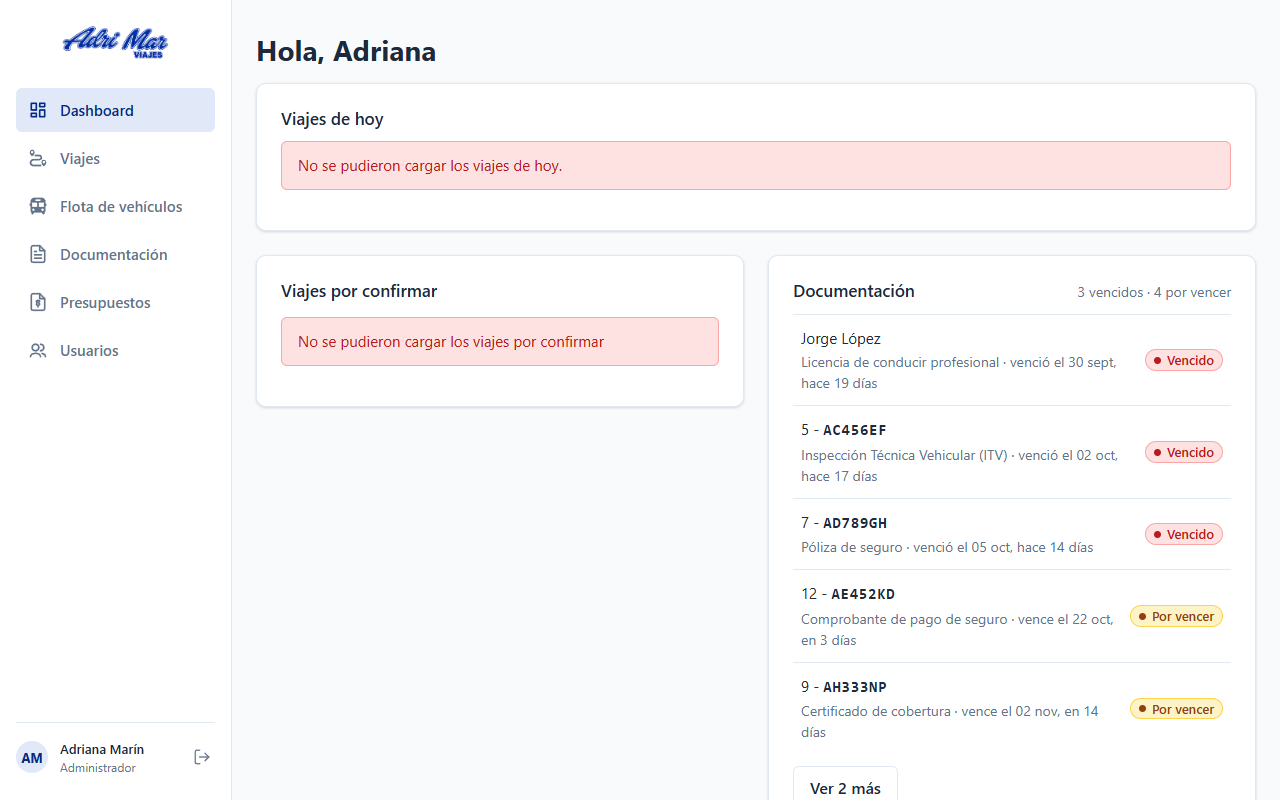 Adri Mar
VIAJES
Dashboard
Viajes
Flota de vehículos
Documentación
Presupuestos
Usuarios
AM
Adriana Marín
Administrador
Hola, Adriana
Viajes de hoy
No se pudieron cargar los viajes de hoy.
Viajes por confirmar
No se pudieron cargar los viajes por confirmar
Documentación
3 vencidos · 4 por vencer
Jorge López
Licencia de conducir profesional · venció el 30 sept,
hace 19 días
Vencido
5 - AC456EF
Inspección Técnica Vehicular (ITV) · venció el 02 oct,
hace 17 días
Vencido
7 - AD789GH
Póliza de seguro · venció el 05 oct, hace 14 días
Vencido
12 - AE452KD
Comprobante de pago de seguro · vence el 22 oct,
en 3 días
Por vencer
9 - AH333NP
Certificado de cobertura · vence el 02 nov, en 14
días
Por vencer
Ver 2 más